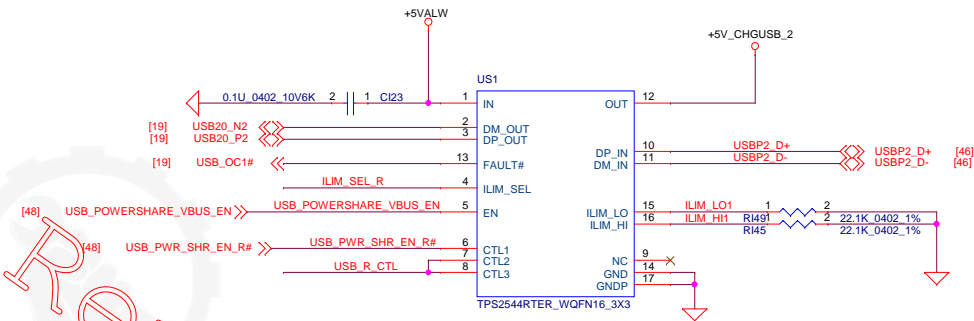 +5VALW
+5V_CHGUSB_2
US1
0.1U_0402_10V6K 2 1 CI23 1 IN OUT 12
[19] USB20_N2 2 DM_OUT
[19] USB20_P2 3 DP_OUT
DP_IN 10 USBP2_D+ USBP2_D+ [46]
DM_IN 11 USBP2_D- USBP2_D- [46]
[19] USB_OC1# 13 FAULT#
ILIM_SEL_R 4 ILIM_SEL
[48] USB_POWERSHARE_VBUS_EN USB_POWERSHARE_VBUS_EN 5 EN
ILIM_LO 15 ILIM_LO1 1 2
ILIM_HI 16 ILIM_HI1 RI49 1 2 22.1K_0402_1%
RI45 22.1K_0402_1%
[48] USB_PWR_SHR_EN_R# USB_PWR_SHR_EN_R# 6 CTL1
7 CTL2
USB_R_CTL 8 CTL3
NC 9
GND 14
GNDP 17
TPS2544RTER_WQFN16_3X3
Re